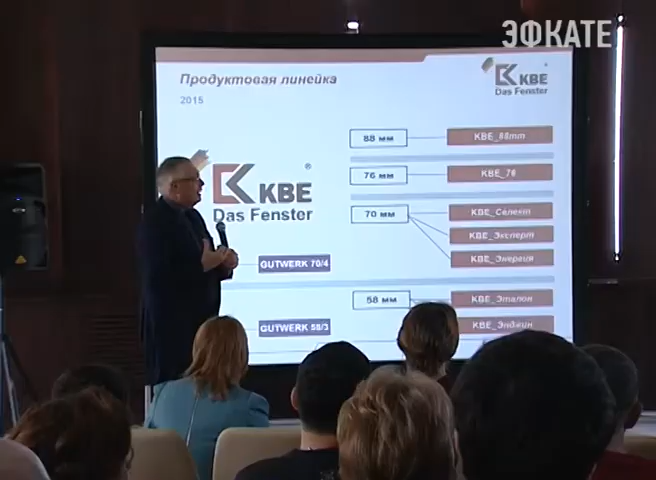 ЭФКАТЕ
Продуктовая линейка
2015
KBE
Das Fenster
88 мм
KBE_88mm
76 мм
KBE_76
KBE
Das Fenster
70 мм
KBE_Селект
KBE_Эксперт
KBE_Энергия
GUTWERK 70/4
58 мм
KBE_Эталон
GUTWERK 58/3
KBE_Энджин